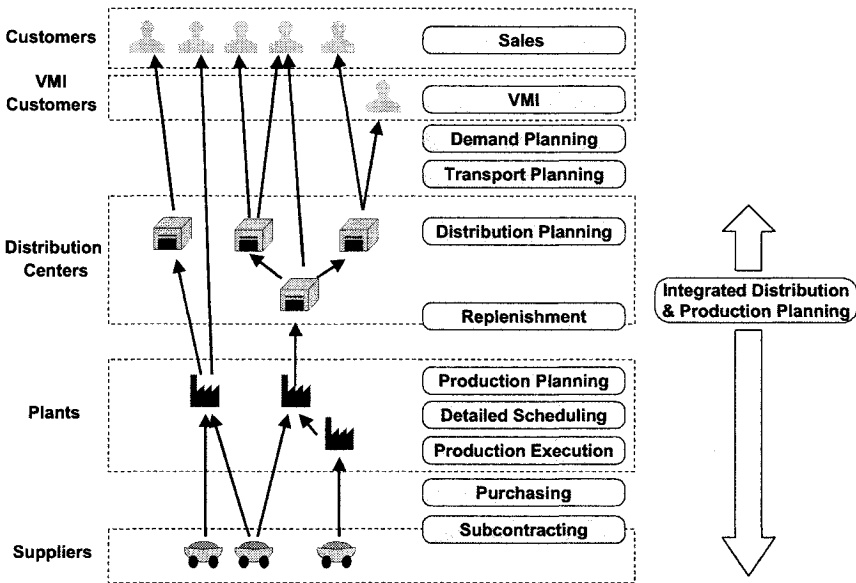 Customers
Sales
VMI
Customers
VMI
Demand Planning
Transport Planning
Distribution
Centers
Distribution Planning
Integrated Distribution
& Production Planning
Replenishment
Plants
Production Planning
Detailed Scheduling
Production Execution
Purchasing
Subcontracting
Suppliers